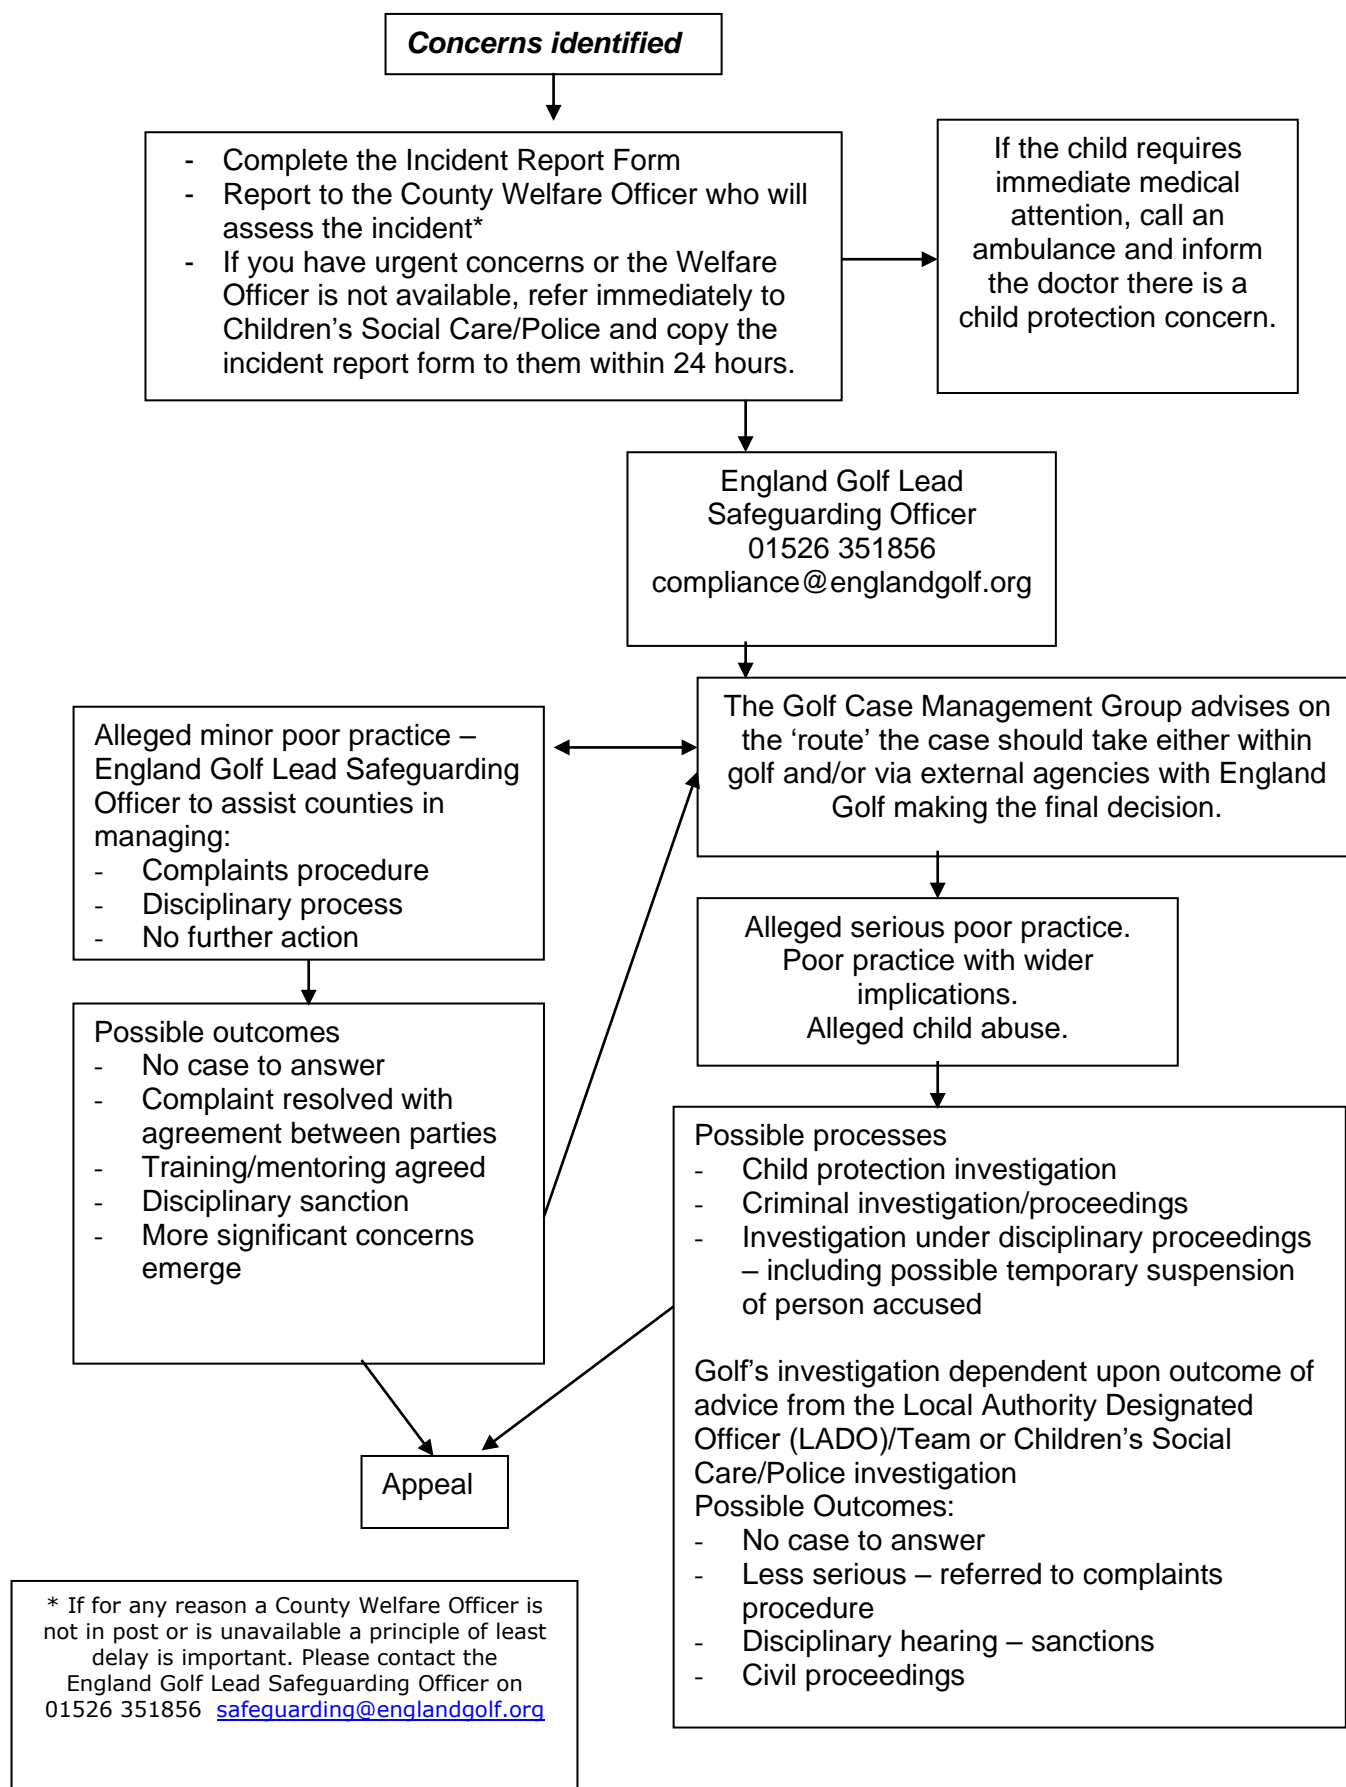 Concerns identified
- Complete the Incident Report Form
- Report to the County Welfare Officer who will
assess the incident*
- If you have urgent concerns or the Welfare
Officer is not available, refer immediately to
Children’s Social Care/Police and copy the
incident report form to them within 24 hours.
If the child requires
immediate medical
attention, call an
ambulance and inform
the doctor there is a
child protection concern.
England Golf Lead
Safeguarding Officer
01526 351856
compliance@englandgolf.org
The Golf Case Management Group advises on
the ‘route’ the case should take either within
golf and/or via external agencies with England
Golf making the final decision.
Alleged minor poor practice –
England Golf Lead Safeguarding
Officer to assist counties in
managing:
- Complaints procedure
- Disciplinary process
- No further action
Alleged serious poor practice.
Poor practice with wider
implications.
Alleged child abuse.
Possible outcomes
- No case to answer
- Complaint resolved with
agreement between parties
- Training/mentoring agreed
- Disciplinary sanction
- More significant concerns
emerge
Possible processes
- Child protection investigation
- Criminal investigation/proceedings
- Investigation under disciplinary proceedings
– including possible temporary suspension
of person accused
Golf’s investigation dependent upon outcome of
advice from the Local Authority Designated
Officer (LADO)/Team or Children’s Social
Care/Police investigation
Possible Outcomes:
- No case to answer
- Less serious – referred to complaints
procedure
- Disciplinary hearing – sanctions
- Civil proceedings
Appeal
* If for any reason a County Welfare Officer is
not in post or is unavailable a principle of least
delay is important. Please contact the
England Golf Lead Safeguarding Officer on
01526 351856 safeguarding@englandgolf.org